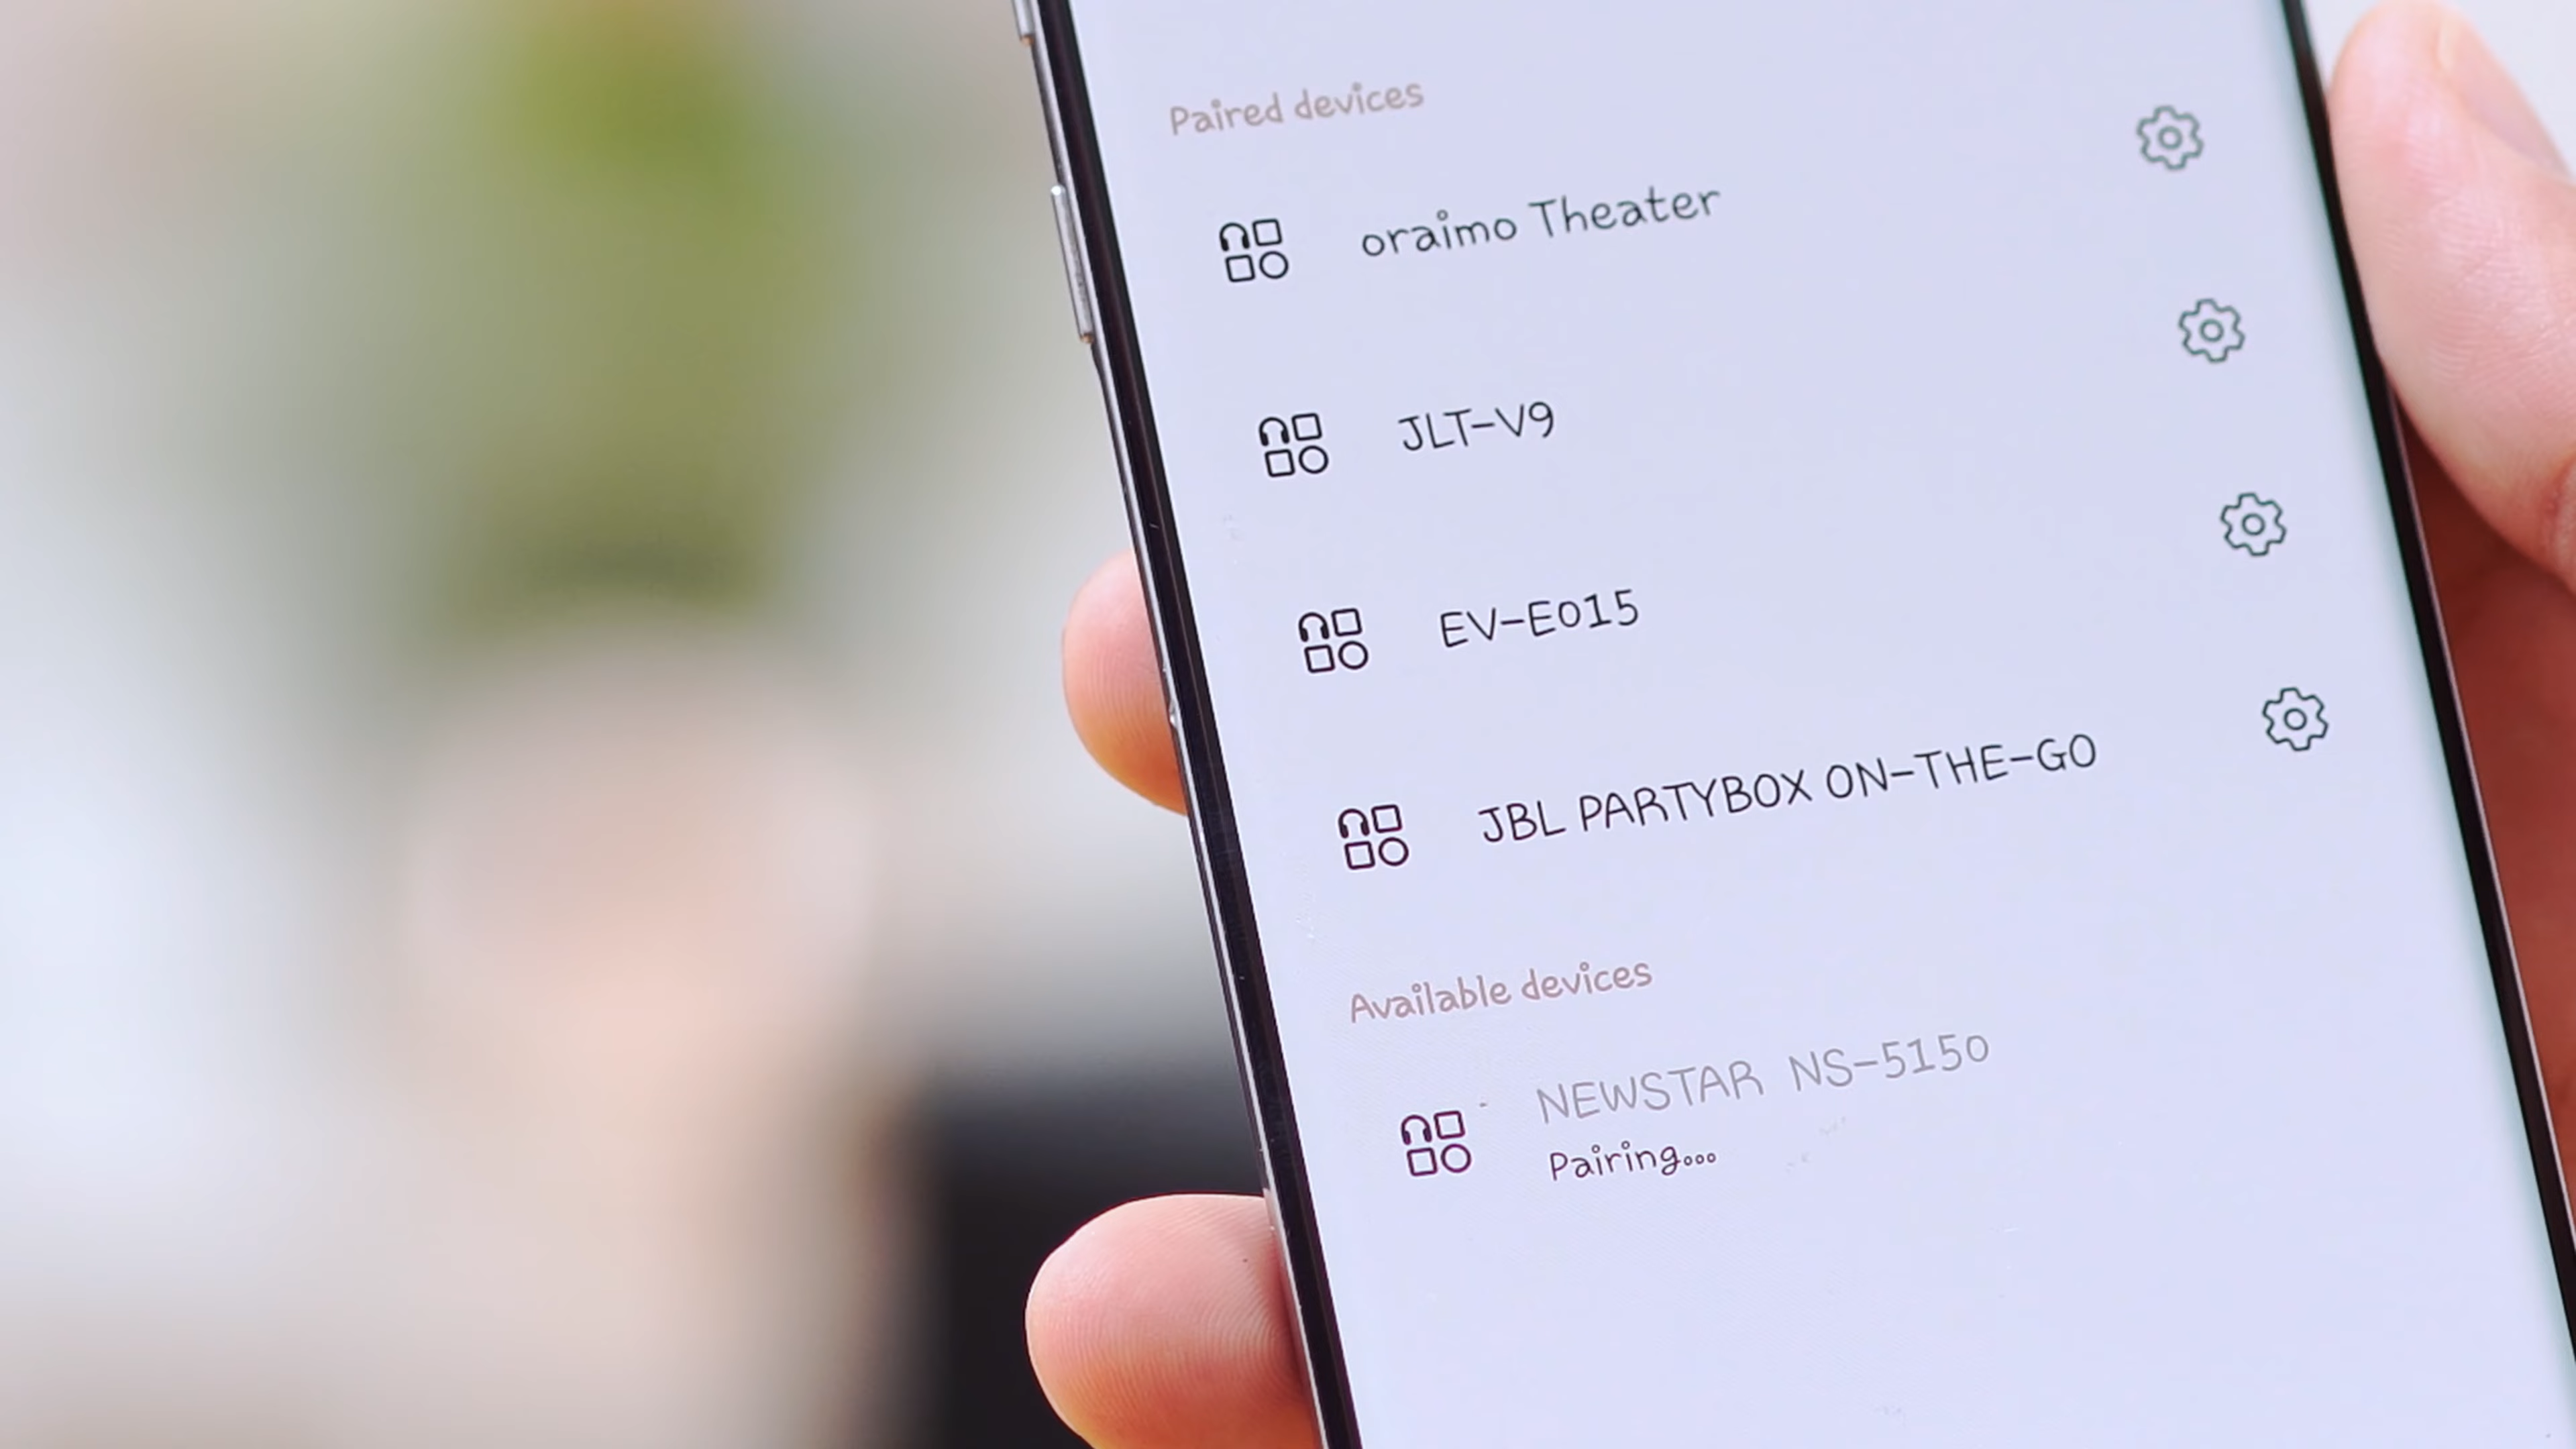 Paired devices
oraimo Theater
JLT-V9
EV-E015
JBL PARTYBOX ON-THE-GO
Available devices
NEWSTAR NS-5150
Pairing...